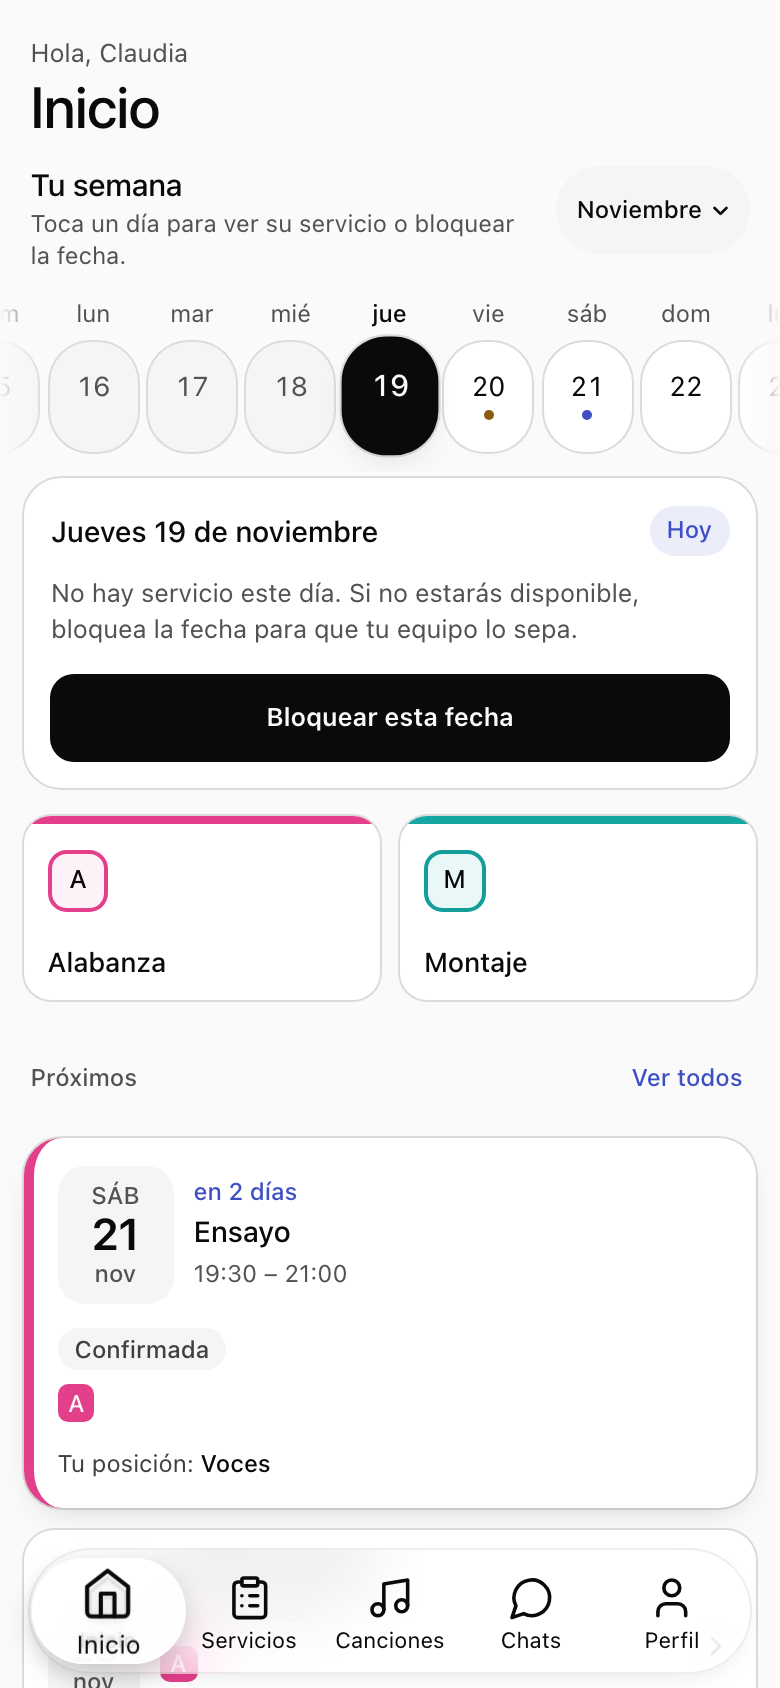 Hola, Claudia
Inicio
Tu semana
Toca un día para ver su servicio o bloquear
la fecha.
Noviembre
lun mar mié jue vie sáb dom
16 17 18 19 20 21 22
Jueves 19 de noviembre
Hoy
No hay servicio este día. Si no estarás disponible,
bloquea la fecha para que tu equipo lo sepa.
Bloquear esta fecha
A
M
Alabanza
Montaje
Próximos
Ver todos
SÁB
21
nov
en 2 días
Ensayo
19:30 – 21:00
Confirmada
A
Tu posición: Voces
Inicio
Servicios
Canciones
Chats
Perfil
A
nov